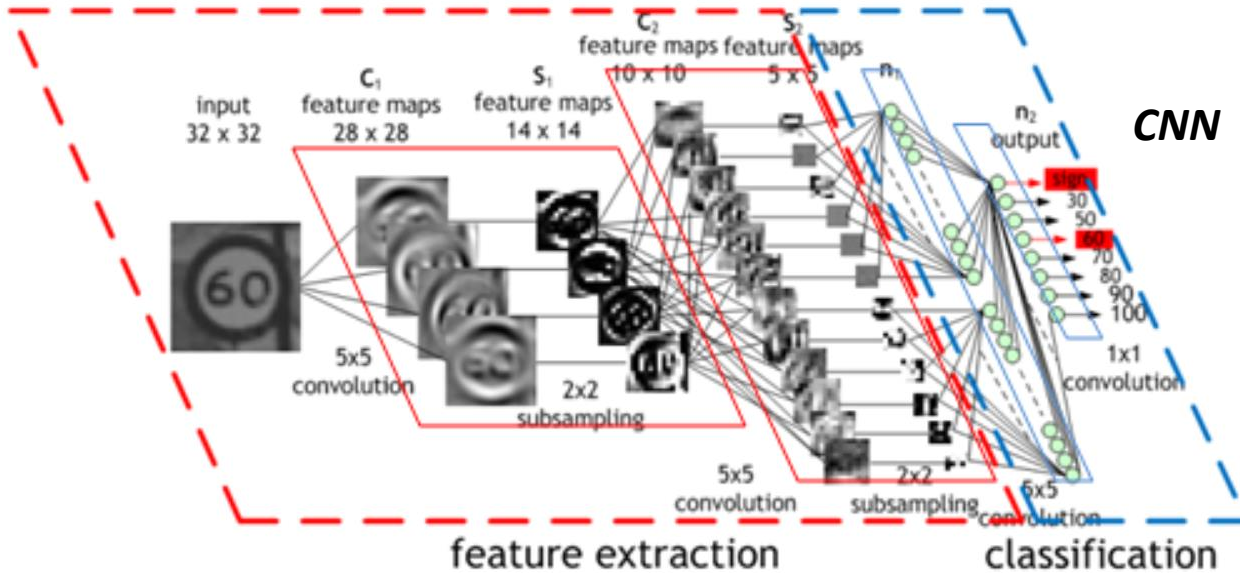 C₂
feature maps
10 x 10
S₂
feature maps
5 x 5
C₁
feature maps
28 x 28
S₁
feature maps
14 x 14
input
32 x 32
n₁
n₂
output
CNN
sign
30
50
60
70
80
90
100
60
5x5
convolution
2x2
subsampling
5x5
convolution
2x2
subsampling
5x5
convolution
1x1
convolution
feature extraction
classification